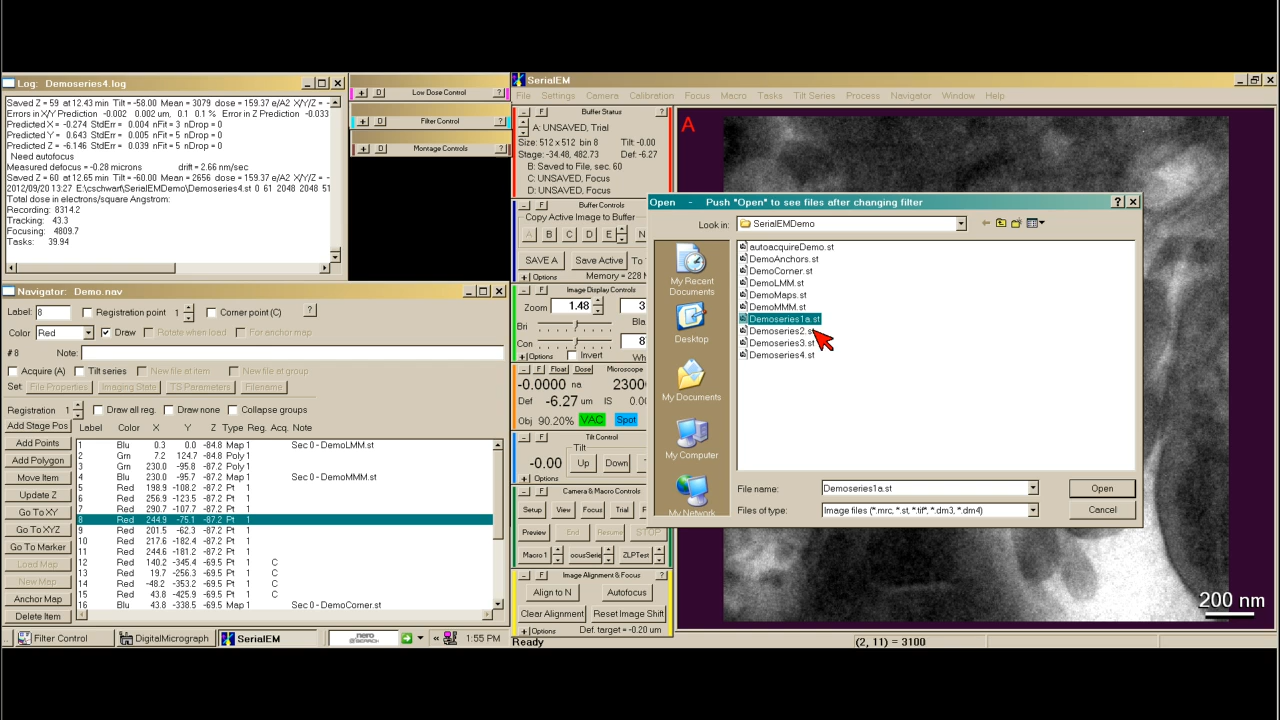 Log: Demoseries4.log
Saved Z = 59 at 12.43 min Tilt = -58.00 Mean = 3079 dose = 159.37 e/A2 X/Y/Z = -
Errors in X/Y Prediction -0.002 0.002 um, 0.1 0.1 % Error in Z Prediction -0.033
Predicted X = -0.274 StdErr = 0.004 nFit = 3 nDrop = 0
Predicted Y = 0.643 StdErr = 0.005 nFit = 5 nDrop = 0
Predicted Z = -6.146 StdErr = 0.039 nFit = 5 nDrop = 0
Need autofocus
Measured defocus = -0.28 microns drift = 2.66 nm/sec
Saved Z = 60 at 12.65 min Tilt = -60.00 Mean = 2656 dose = 159.37 e/A2 X/Y/Z = -
2012/09/20 13:27 E:\cschwart\SerialEMDemo\Demoseries4.st 0 61 2048 2048 51
Total dose in electrons/square Angstrom:
Recording: 8314.2
Tracking: 43.3
Focusing: 4809.7
Tasks: 39.94
+ D Low Dose Control ?
+ D Filter Control ?
+ D Montage Controls ?
SerialEM
File Settings Camera Calibration Focus Macro Tasks Tilt Series Process Navigator Window Help
- F Buffer Status ?
A: UNSAVED, Trial
Size: 512 x 512 bin 8 Tilt -0.00
Stage: -34.48, 482.73 Def: -6.27
B: Saved to File, sec. 60
C: UNSAVED, Focus
D: UNSAVED, Focus
- F Buffer Controls ?
Copy Active Image to Buffer
A B C D E N
SAVE A Save Active To
+ | Options Memory = 228 M
- F Image Display Controls ?
Zoom 1.48 3
Bri Bla
Con 8
+ | Options Invert Wh
- F Float Dose Microscope
-0.0000 na 23000
Def -6.27 um IS 0.00
Obj 90.20% VAC Spot
- F Tilt Control
Tilt
-0.00 Up Down
+ | Options
- F Camera & Macro Controls ?
Setup View Focus Trial
Preview End Resume STOP
Macro 1 ocusSerie ZLPTest
- F Image Alignment & Focus ?
Align to N Autofocus
Clear Alignment Reset Image Shift
+ | Options Def. target = -0.20 um
Ready
(2, 11) = 3100
A
200 nm
Open - Push "Open" to see files after changing filter
Look in: SerialEMDemo
My Recent Documents
Desktop
My Documents
My Computer
My Network
autoacquireDemo.st
DemoAnchors.st
DemoCorner.st
DemoLMM.st
DemoMaps.st
DemoMMM.st
Demoseries1a.st
Demoseries2.st
Demoseries3.st
Demoseries4.st
File name: Demoseries1a.st Open
Files of type: Image files (*.mrc, *.st, *.tif*, *.dm3, *.dm4) Cancel
Navigator: Demo.nav
Label: 8 Registration point 1 Corner point (C) ?
Color Red Draw Rotate when load For anchor map
# 8 Note:
Acquire (A) Tilt series New file at item New file at group
Set File Properties Imaging State TS Parameters Filename
Registration 1 Draw all reg. Draw none Collapse groups
Add Stage Pos Label Color X Y Z Type Reg. Acq. Note
Add Points
Add Polygon
Move Item
Update Z
Go To XY
Go To XYZ
Go To Marker
Load Map
New Map
Anchor Map
Delete Item
1 Blu 0.3 0.0 -84.8 Map 1 Sec 0 - DemoLMM.st
2 Grn 7.2 124.7 -84.8 Poly 1
3 Grn 230.0 -95.8 -87.2 Poly 1
4 Blu 230.0 -95.7 -87.2 Map 1 Sec 0 - DemoMMM.st
5 Red 198.9 -108.2 -87.2 Pt 1
6 Red 256.9 -123.5 -87.2 Pt 1
7 Red 290.7 -107.7 -87.2 Pt 1
8 Red 244.9 -75.1 -87.2 Pt 1
9 Red 201.5 -62.3 -87.2 Pt 1
10 Red 217.6 -182.4 -87.2 Pt 1
11 Red 244.6 -181.2 -87.2 Pt 1
12 Red 140.2 -345.4 -69.5 Pt 1 C
13 Red 19.7 -256.3 -69.5 Pt 1 C
14 Red -48.2 -353.2 -69.5 Pt 1 C
15 Red 43.8 -425.9 -69.5 Pt 1 C
16 Blu 43.8 -338.5 -69.5 Map 1 Sec 0 - DemoCorner.st
Filter Control DigitalMicrograph SerialEM nero SEARCH « 1:55 PM